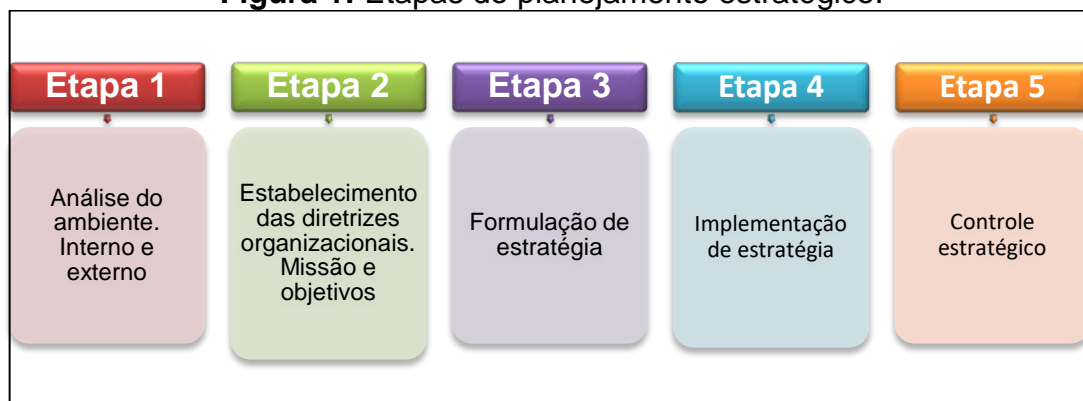 Figura 1: Etapas do planejamento estratégico.
Etapa 1
Análise do
ambiente.
Interno e
externo
Etapa 2
Estabelecimento
das diretrizes
organizacionais.
Missão e
objetivos
Etapa 3
Formulação de
estratégia
Etapa 4
Implementação
de estratégia
Etapa 5
Controle
estratégico